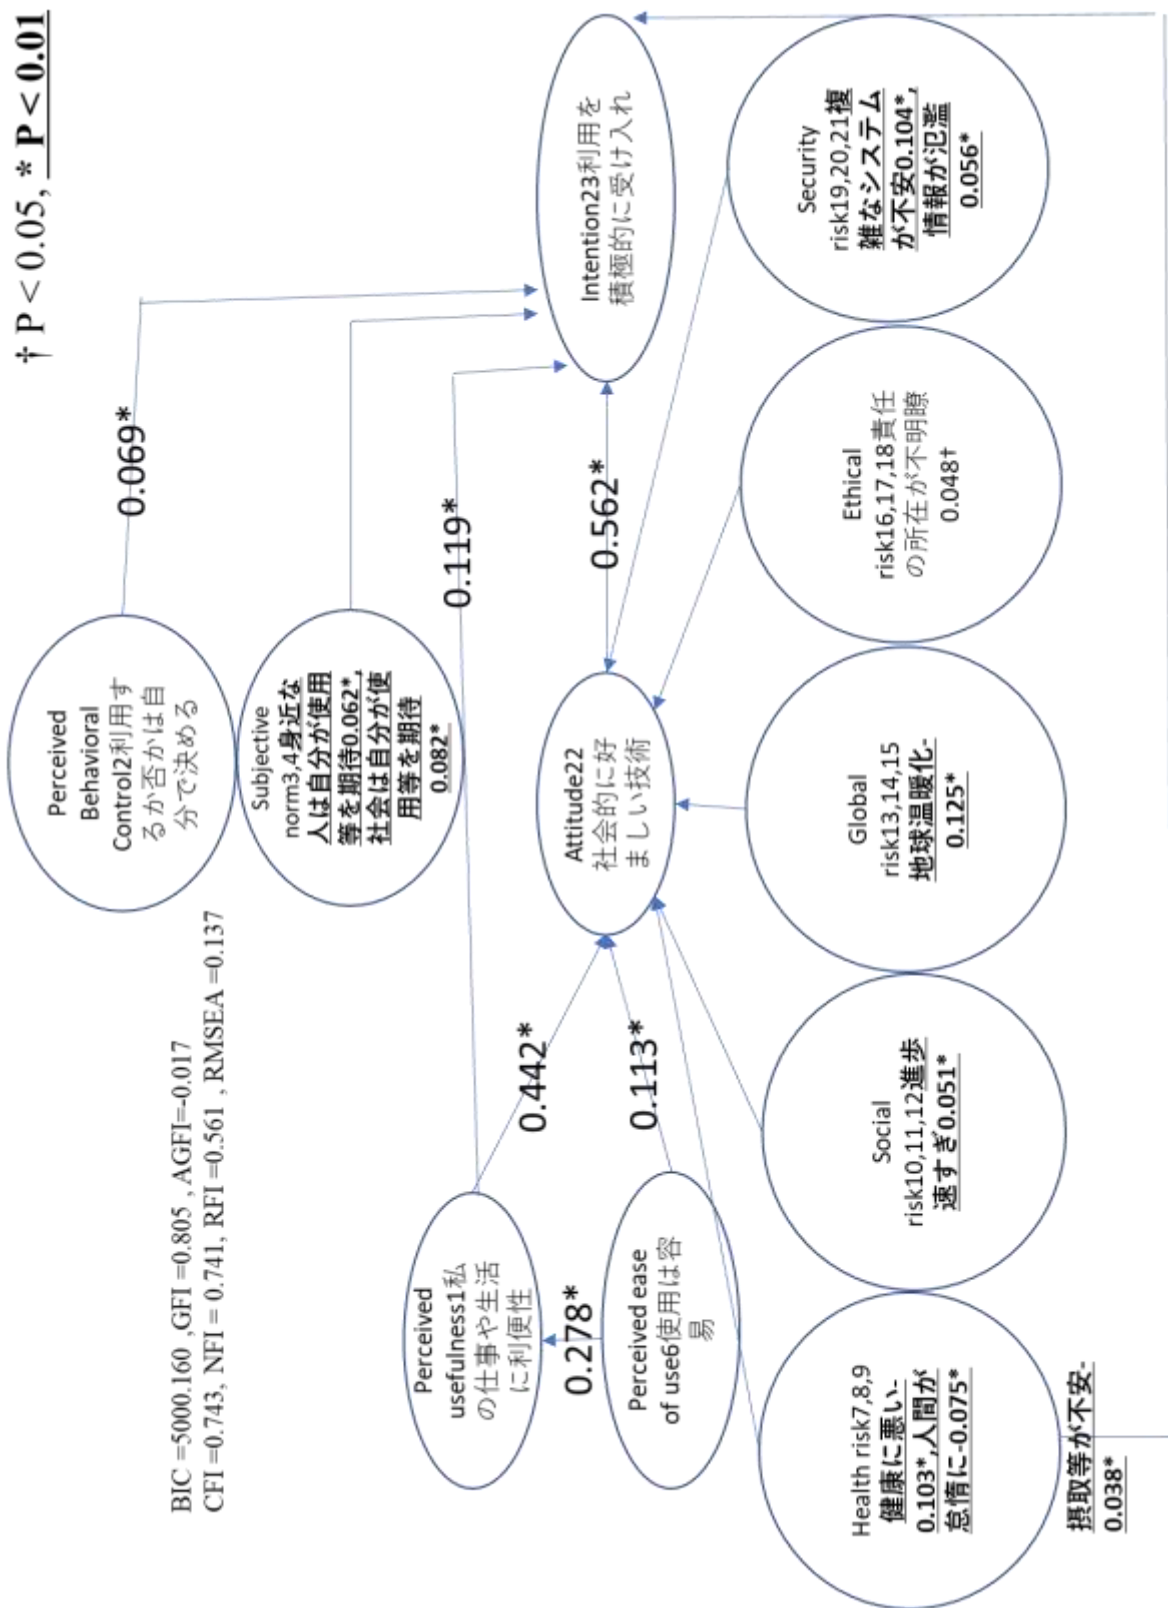 † P < 0.05, * P < 0.01
BIC =5000.160 ,GFI =0.805 , AGFI=-0.017
CFI =0.743, NFI = 0.741, RFI =0.561 , RMSEA =0.137
Perceived
Behavioral
Control2利用す
るか否かは自
分で決める
0.069*
Subjective
norm3,4身近な
人は自分が使用
等を期待0.062*,
社会は自分が使
用等を期待
0.082*
Perceived
usefulness1私
の仕事や生活
に利便性
0.119*
0.442*
0.278*
Perceived ease
of use6使用は容
易
0.113*
Attitude22
社会的に好
ましい技術
0.562*
Intention23利用を
積極的に受け入れ
Health risk7,8,9
健康に悪い-
0.103*,人間が
怠惰に-0.075*
摂取等が不安-
0.038*
Social
risk10,11,12進歩
速すぎ0.051*
Global
risk13,14,15
地球温暖化-
0.125*
Ethical
risk16,17,18責任
の所在が不明瞭
0.048†
Security
risk19,20,21複
雑なシステム
が不安0.104*,
情報が氾濫
0.056*